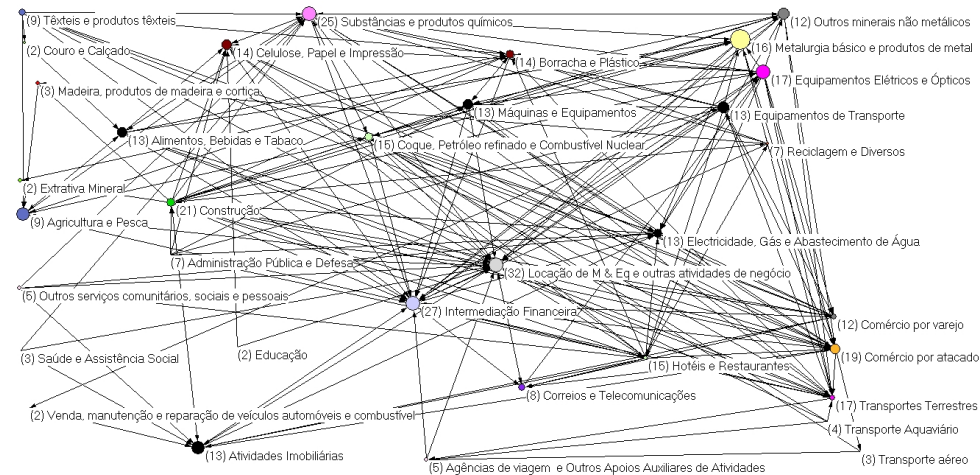 (9) Têxteis e produtos têxteis
(25) Substâncias e produtos químicos
(12) Outros minerais não metálicos
(2) Couro e Calçado
(14) Celulose, Papel e Impressão
(16) Metalurgia básico e produtos de metal
(14) Borracha e Plástico
(17) Equipamentos Elétricos e Ópticos
(3) Madeira, produtos de madeira e cortiça
(13) Máquinas e Equipamentos
(13) Equipamentos de Transporte
(13) Alimentos, Bebidas e Tabaco
(15) Coque, Petróleo refinado e Combustível Nuclear
(7) Reciclagem e Diversos
(2) Extrativa Mineral
(21) Construção
(9) Agricultura e Pesca
(13) Electricidade, Gás e Abastecimento de Água
(7) Administração Pública e Defesa
(32) Locação de M & Eq e outras atividades de negócio
(5) Outros serviços comunitários, sociais e pessoais
(27) Intermediação Financeira
(12) Comércio por varejo
(3) Saúde e Assistência Social
(2) Educação
(19) Comércio por atacado
(15) Hotéis e Restaurantes
(8) Correios e Telecomunicações
(17) Transportes Terrestres
(2) Venda, manutenção e reparação de veículos automóveis e combustível
(4) Transporte Aquaviário
(13) Atividades Imobiliárias
(3) Transporte aéreo
(5) Agências de viagem e Outros Apoios Auxiliares de Atividades